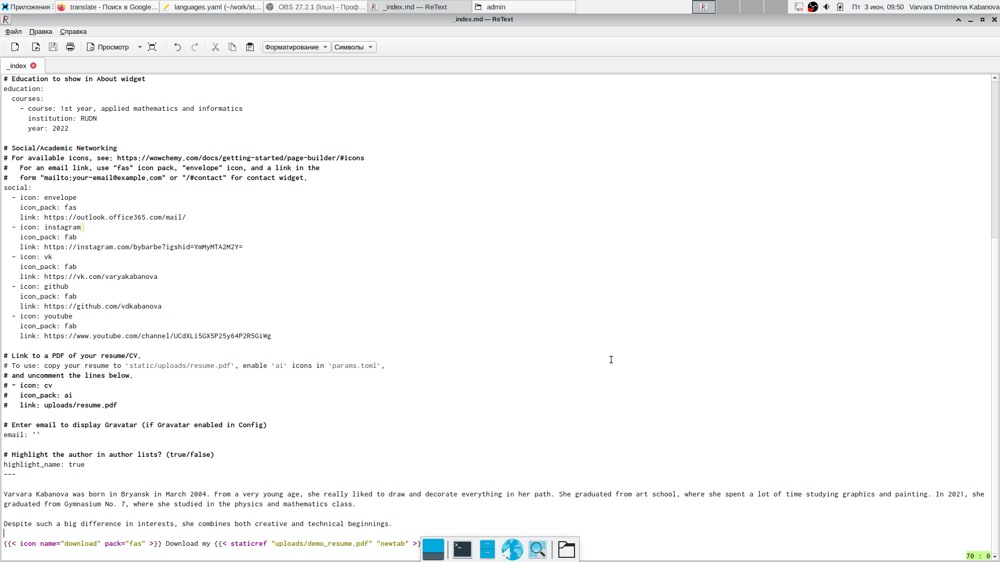 Приложения translate - Поиск в Google... languages.yaml (~/work/st... OBS 27.2.1 (linux) - Проф... _index.md — ReText admin Пт 3 июн, 09:50 Varvara Dmitrievna Kabanova
_index.md — ReText
Файл Правка Справка
Просмотр Форматирование Символы
_index
# Education to show in About widget
education:
  courses:
    - course: 1st year, applied mathematics and informatics
      institution: RUDN
      year: 2022
# Social/Academic Networking
# For available icons, see: https://wowchemy.com/docs/getting-started/page-builder/#icons
#   For an email link, use "fas" icon pack, "envelope" icon, and a link in the
#   form "mailto:your-email@example.com" or "/#contact" for contact widget.
social:
  - icon: envelope
    icon_pack: fas
    link: https://outlook.office365.com/mail/
  - icon: instagram
    icon_pack: fab
    link: https://instagram.com/bybarbe?igshid=YmMyMTA2M2Y=
  - icon: vk
    icon_pack: fab
    link: https://vk.com/varyakabanova
  - icon: github
    icon_pack: fab
    link: https://github.com/vdkabanova
  - icon: youtube
    icon_pack: fab
    link: https://www.youtube.com/channel/UCdXLi5GX5P25y64P2R5GiWg
# Link to a PDF of your resume/CV.
# To use: copy your resume to `static/uploads/resume.pdf`, enable `ai` icons in `params.toml`,
# and uncomment the lines below.
# - icon: cv
#   icon_pack: ai
#   link: uploads/resume.pdf
# Enter email to display Gravatar (if Gravatar enabled in Config)
email: ''
# Highlight the author in author lists? (true/false)
highlight_name: true
---
Varvara Kabanova was born in Bryansk in March 2004. From a very young age, she really liked to draw and decorate everything in her path. She graduated from art school, where she spent a lot of time studying graphics and painting. In 2021, she
graduated from Gymnasium No. 7, where she studied in the physics and mathematics class.
Despite such a big difference in interests, she combines both creative and technical beginnings.
{{< icon name="download" pack="fas" >}} Download my {{< staticref "uploads/demo_resume.pdf" "newtab" >}
70 : 0